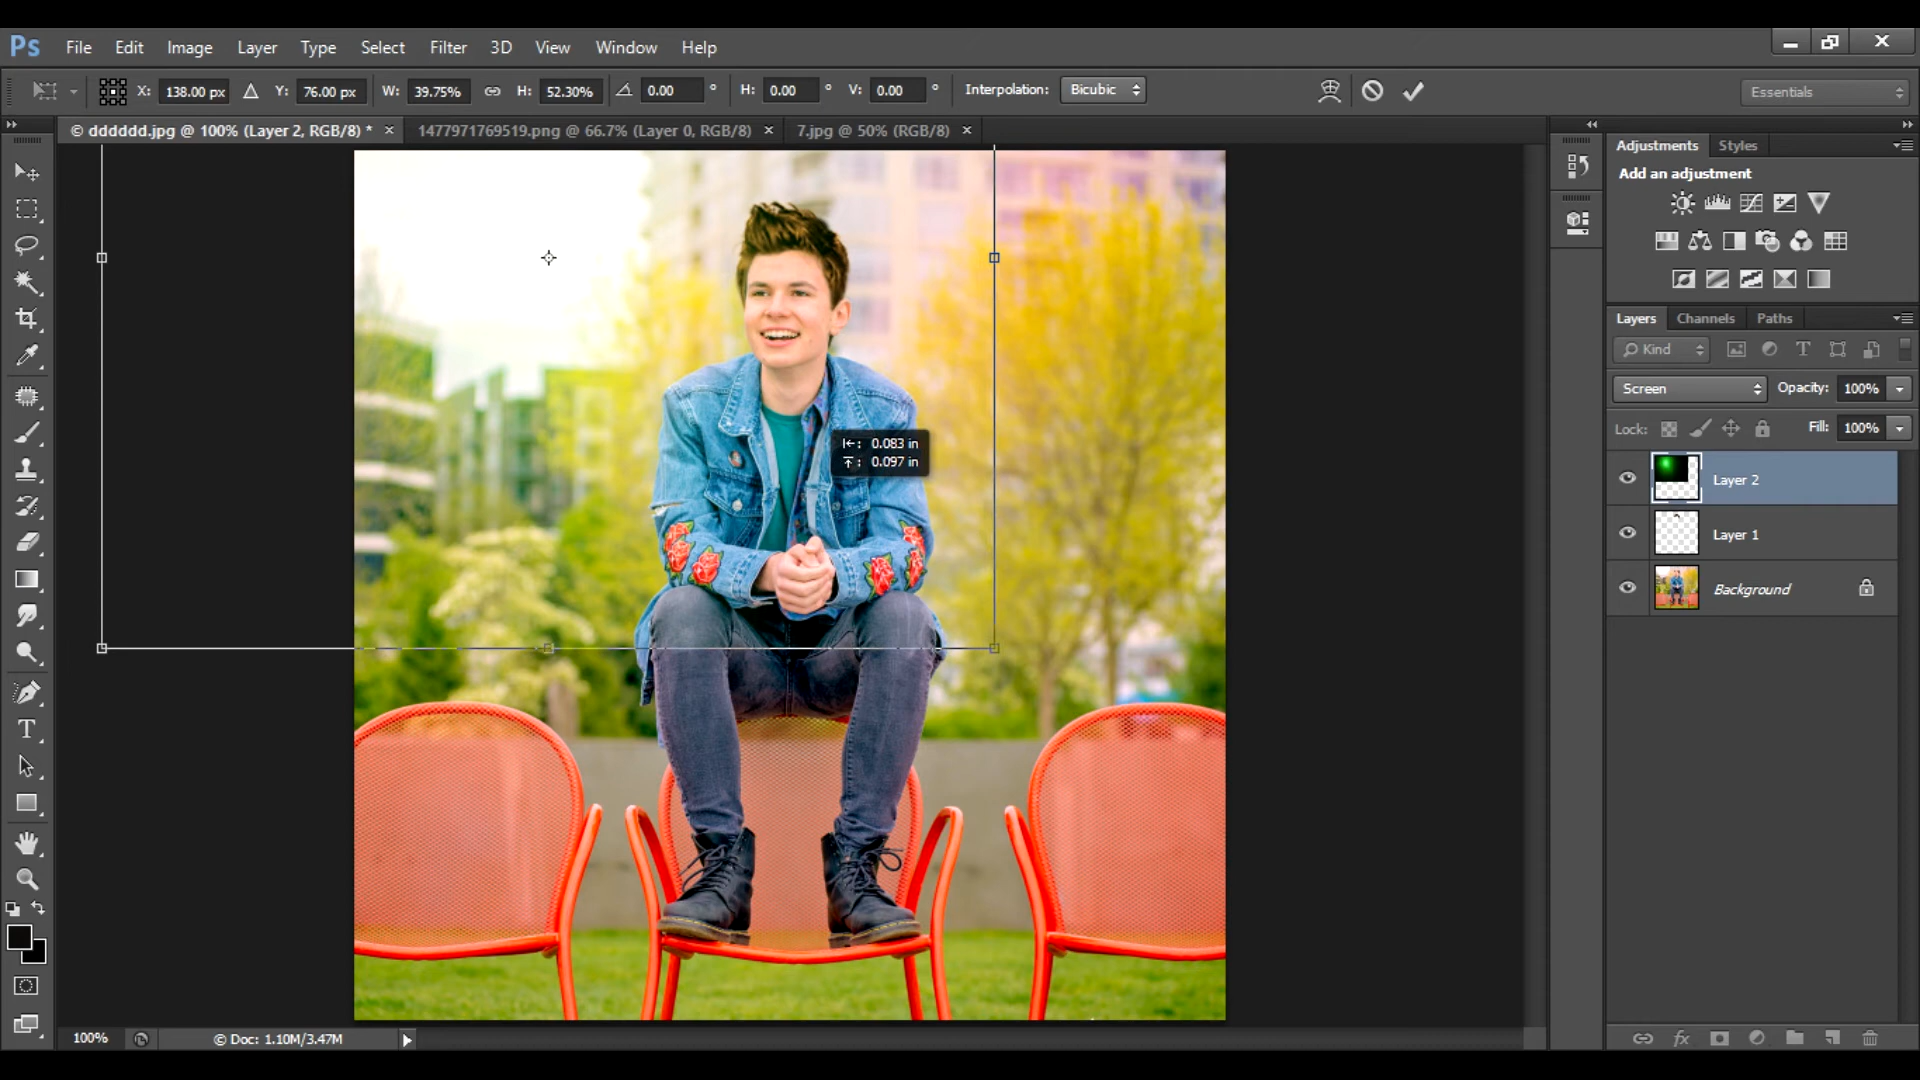 Ps File Edit Image Layer Type Select Filter 3D View Window Help
X: 138.00 px Y: 76.00 px W: 39.75% H: 52.30% 0.00 ° H: 0.00 ° V: 0.00 ° Interpolation: Bicubic Essentials
© dddddd.jpg @ 100% (Layer 2, RGB/8) * × 1477971769519.png @ 66.7% (Layer 0, RGB/8) × 7.jpg @ 50% (RGB/8) ×
Adjustments Styles
Add an adjustment
Layers Channels Paths
Kind
Screen Opacity: 100%
Lock: Fill: 100%
0.083 in
0.097 in
Layer 2
Layer 1
Background
100% © Doc: 1.10M/3.47M